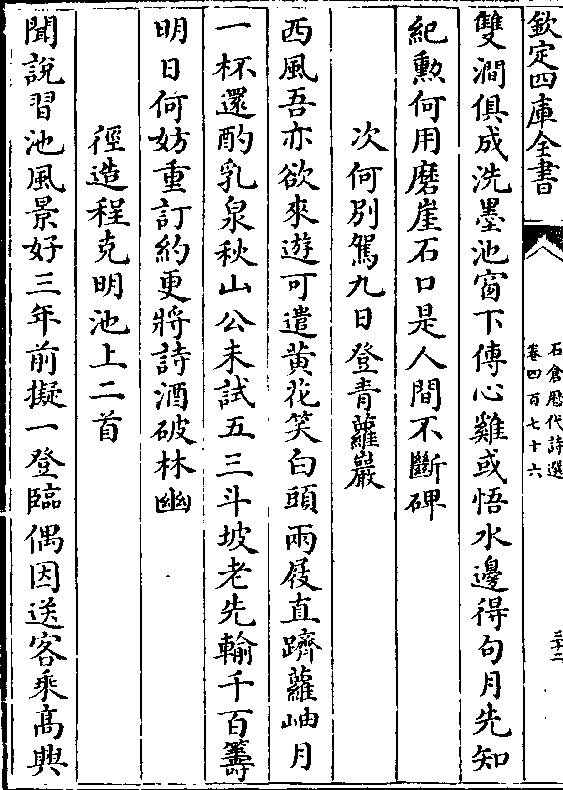 欽定四庫全書
石倉歷代詩選
卷四百七十六
三十二
雙澗俱成洗墨池窗下傳心雞或悟水邊得句月先知
紀勲何用磨崖石口是人間不斷碑
次何別駕九日登青蘿巖
西風吾亦欲來遊可遣黄花笑白頭兩屐直躋蘿岫月
一杯還酌乳泉秋山公未試五三斗坡老先輸千百籌
明日何妨重訂約更將詩酒破林幽
徑造程克明池上二首
聞說習池風景好三年前擬一登臨偶因送客乘髙興